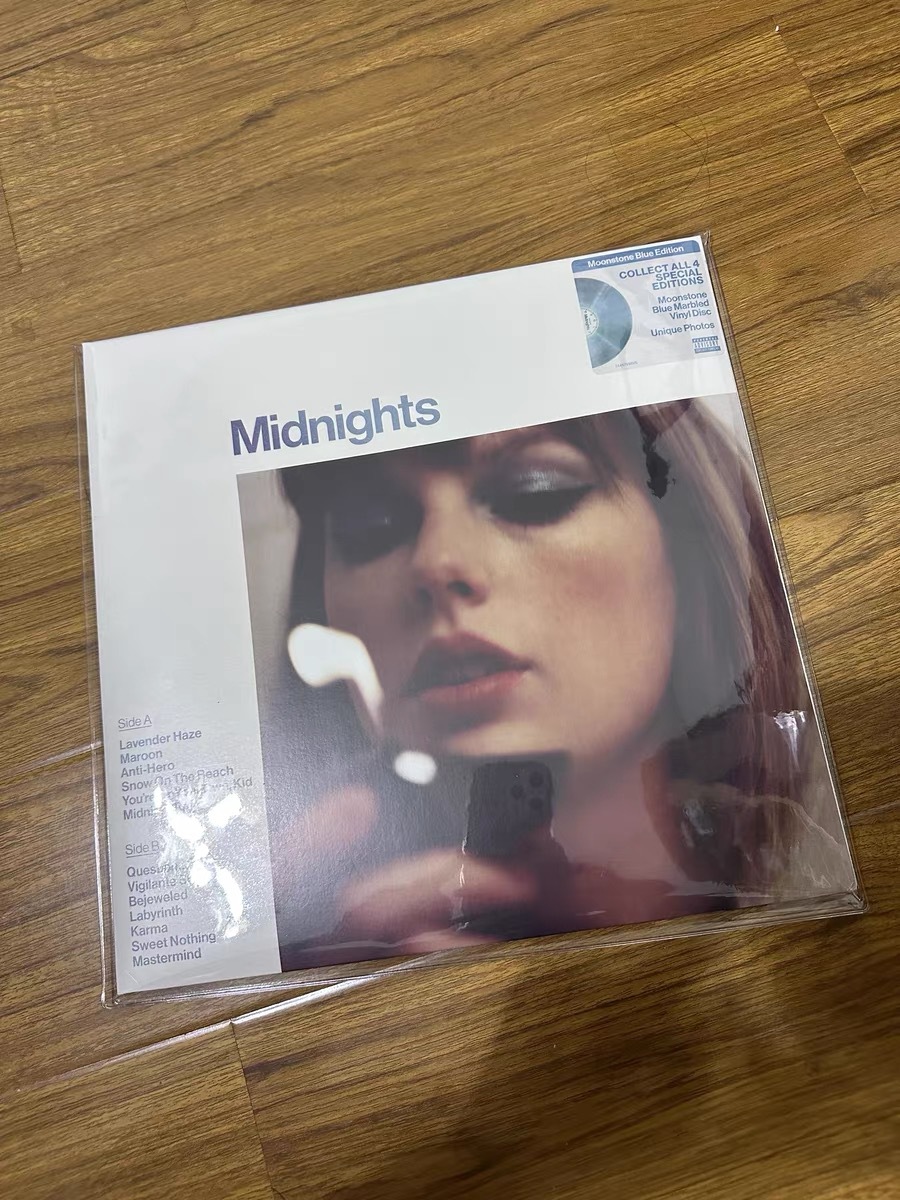 Moonstone Blue Edition
COLLECT ALL 4
SPECIAL
EDITIONS
Moonstone
Blue Marbled
Vinyl Disc
Unique Photos
Midnights
Side A
Lavender Haze
Maroon
Anti-Hero
Snow On The Beach
You're Kid
Side B
Vigilante
Bejeweled
Labyrinth
Karma
Sweet Nothing
Mastermind